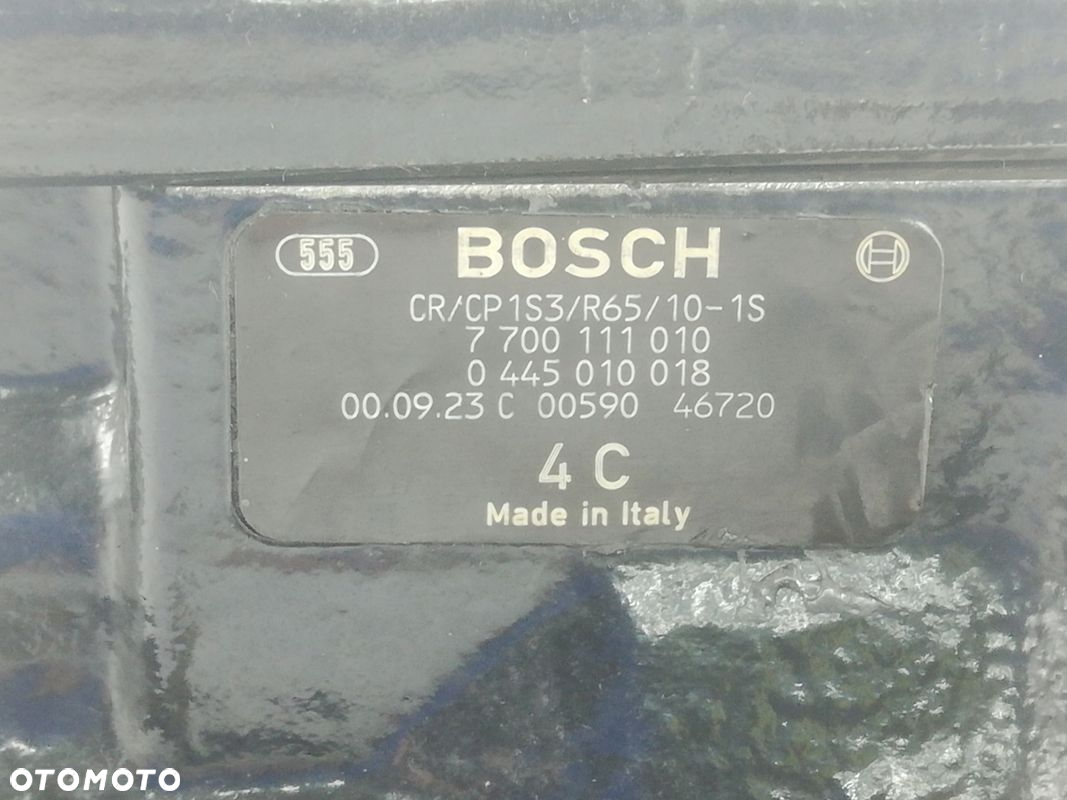 555 BOSCH
CR/CP1S3/R65/10-1S
7 700 111 010
0 445 010 018
00.09.23 C 00590 46720
4 C
Made in Italy
OTOMOTO